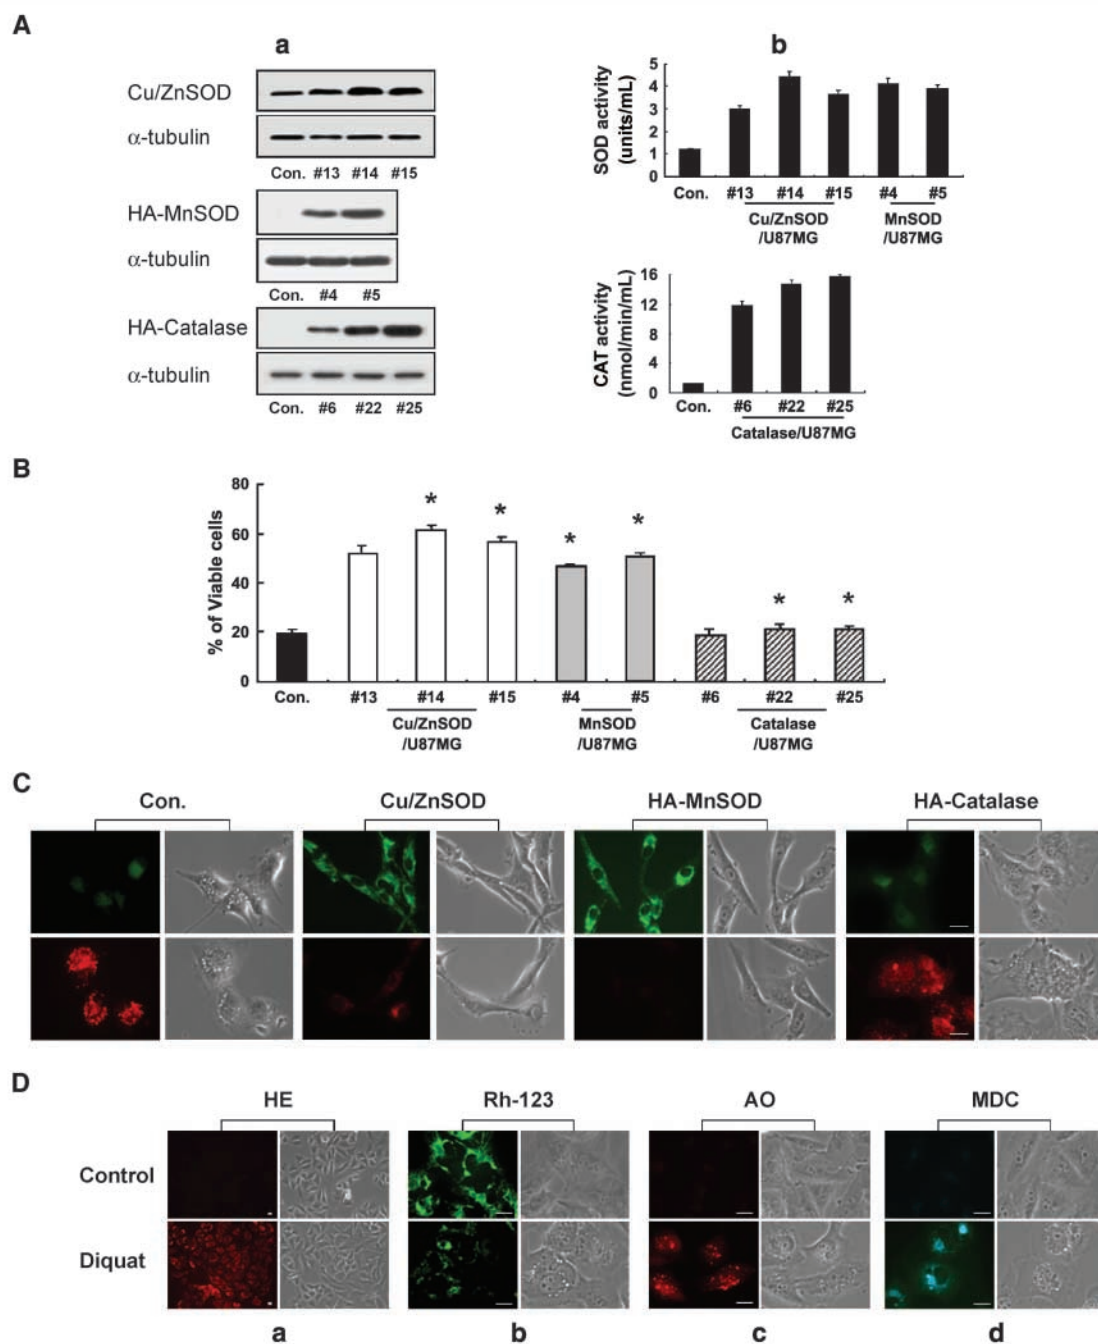 A
a
Cu/ZnSOD
α-tubulin
Con. #13 #14 #15
HA-MnSOD
α-tubulin
Con. #4 #5
HA-Catalase
α-tubulin
Con. #6 #22 #25
b
SOD activity
(units/mL)
5
4
3
2
1
0
Con. #13 #14 #15 #4 #5
Cu/ZnSOD MnSOD
/U87MG /U87MG
CAT activity
(nmol/min/mL)
16
12
8
4
0
Con. #6 #22 #25
Catalase/U87MG
B
% of Viable cells
80
60
40
20
0
* * * * * *
Con. #13 #14 #15 #4 #5 #6 #22 #25
Cu/ZnSOD MnSOD Catalase
/U87MG /U87MG /U87MG
C
Con. Cu/ZnSOD HA-MnSOD HA-Catalase
D
HE Rh-123 AO MDC
Control
Diquat
a b c d